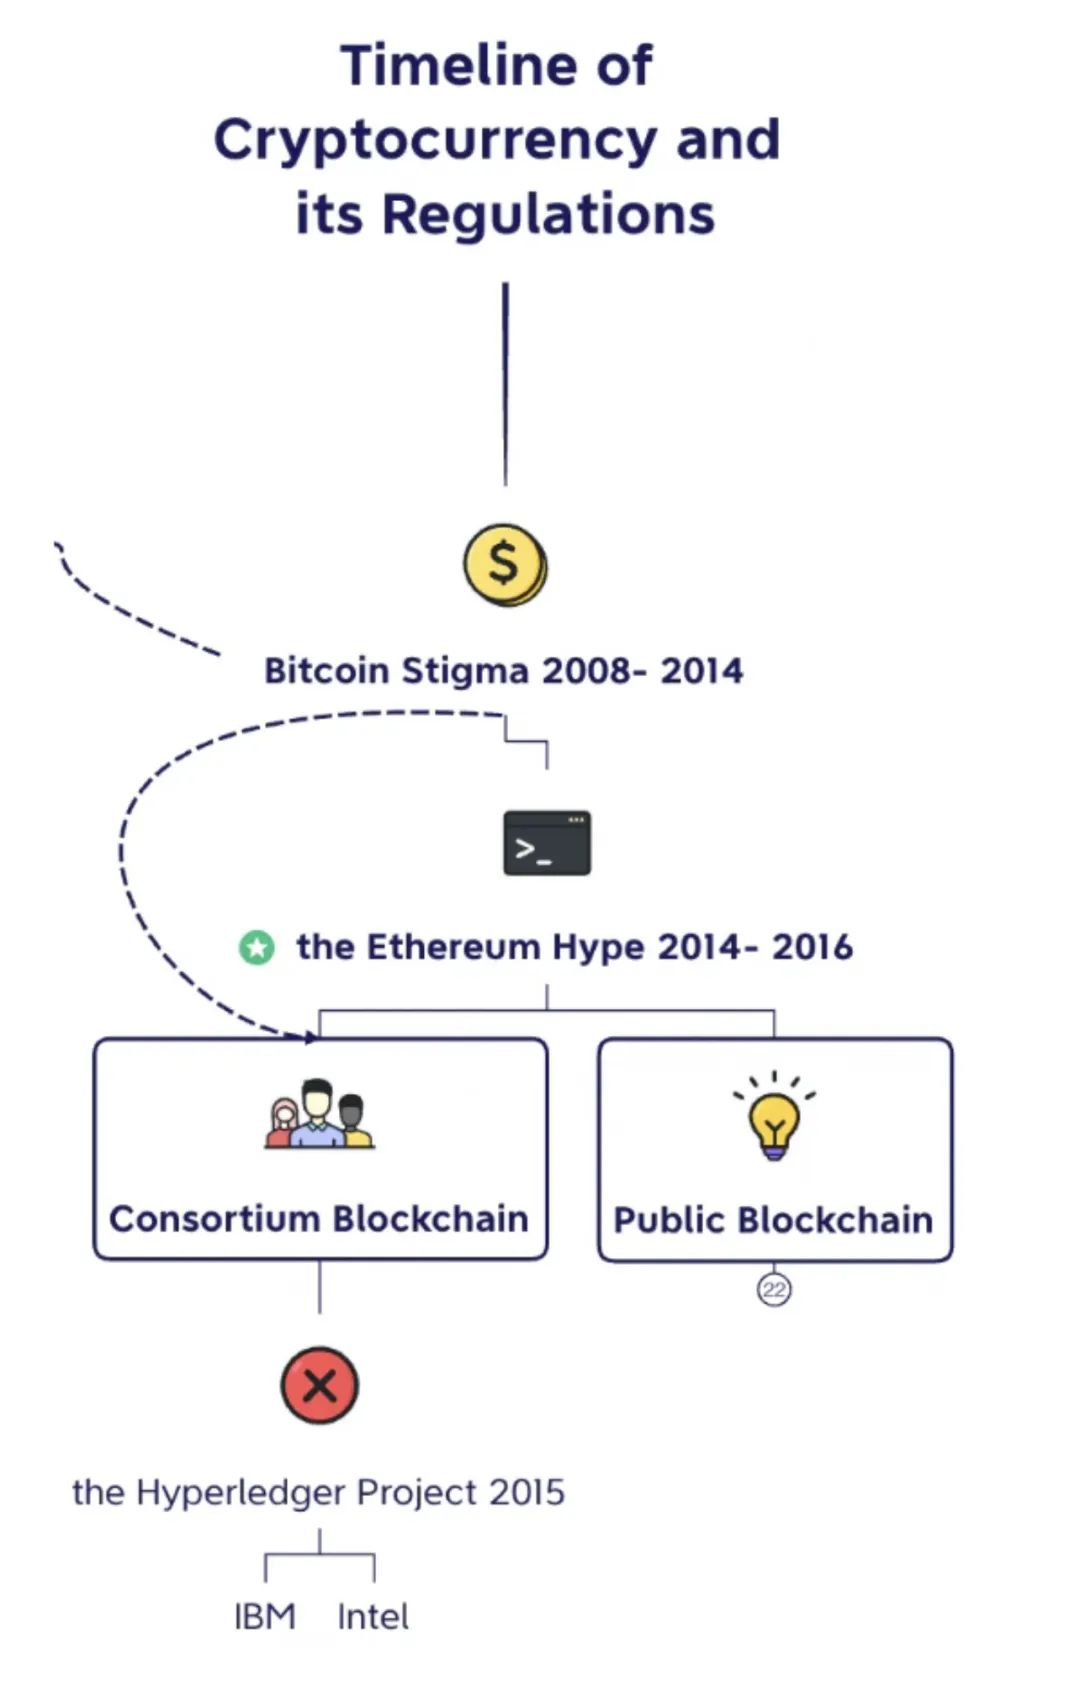 Timeline of
Cryptocurrency and
its Regulations
$
Bitcoin Stigma 2008- 2014
>_
the Ethereum Hype 2014- 2016
Consortium Blockchain
Public Blockchain
22
the Hyperledger Project 2015
IBM
Intel